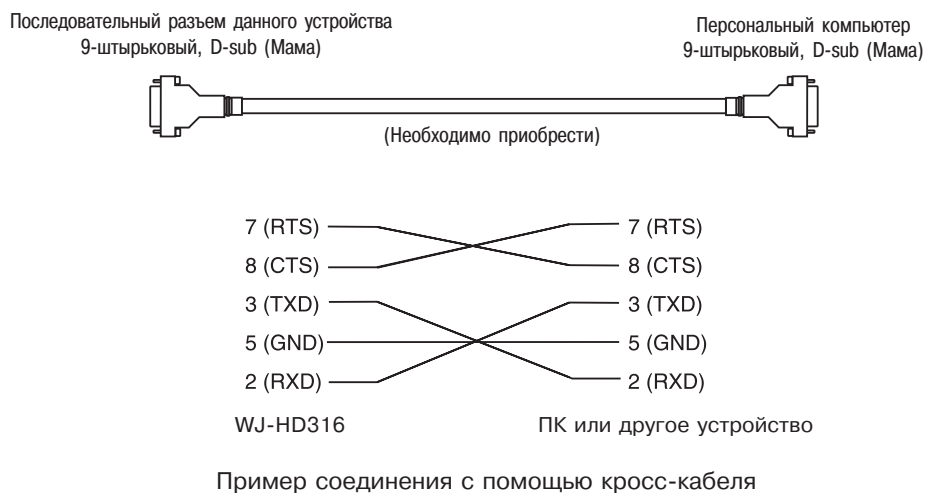 Последовательный разъем данного устройства
9-штырьковый, D-sub (Мама)
Персональный компьютер
9-штырьковый, D-sub (Мама)
(Необходимо приобрести)
7 (RTS)
7 (RTS)
8 (CTS)
8 (CTS)
3 (TXD)
3 (TXD)
5 (GND)
5 (GND)
2 (RXD)
2 (RXD)
WJ-HD316
ПК или другое устройство
Пример соединения с помощью кросс-кабеля